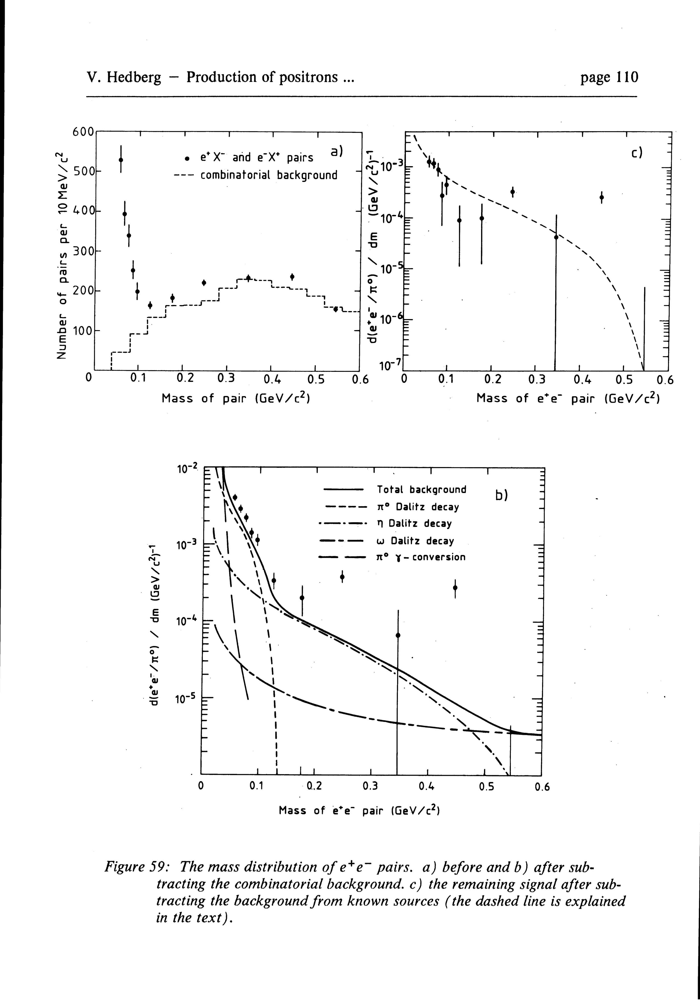 V. Hedberg — Production of positrons ...
page 110
600
500
400
300
200
100
0
0.1
0.2
0.3
0.4
0.5
0.6
Number of pairs per 10 MeV/c²
Mass of pair (GeV/c²)
a)
e⁺X⁻ and e⁻X⁺ pairs
combinatorial background
c)
10⁻³
10⁻⁴
10⁻⁵
10⁻⁶
10⁻⁷
0
0.1
0.2
0.3
0.4
0.5
0.6
d(e⁺e⁻/π⁰) / dm (GeV/c²)⁻¹
Mass of e⁺e⁻ pair (GeV/c²)
b)
Total background
π⁰ Dalitz decay
η Dalitz decay
ω Dalitz decay
π⁰ γ-conversion
10⁻²
10⁻³
10⁻⁴
10⁻⁵
0
0.1
0.2
0.3
0.4
0.5
0.6
d(e⁺e⁻/π⁰) / dm (GeV/c²)⁻¹
Mass of e⁺e⁻ pair (GeV/c²)
Figure 59: The mass distribution of e⁺e⁻ pairs. a) before and b) after sub-
tracting the combinatorial background. c) the remaining signal after sub-
tracting the background from known sources (the dashed line is explained
in the text).